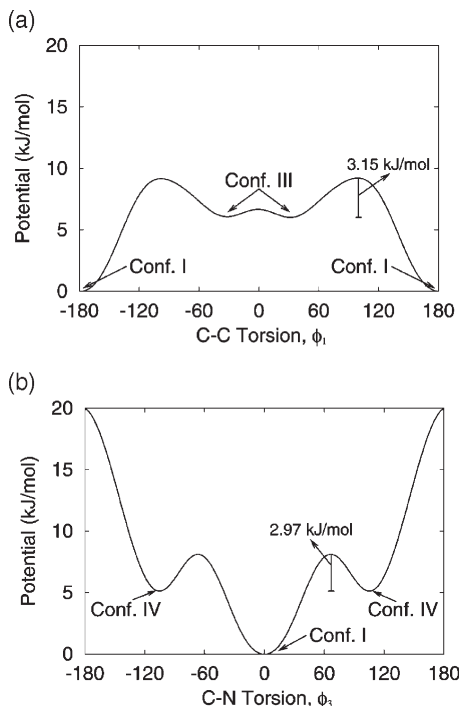 (a)
20
15
10
5
0
Potential (kJ/mol)
3.15 kJ/mol
Conf. III
Conf. I
Conf. I
-180 -120 -60 0 60 120 180
C-C Torsion, ϕ₁
(b)
20
15
10
5
0
Potential (kJ/mol)
2.97 kJ/mol
Conf. IV
Conf. IV
Conf. I
-180 -120 -60 0 60 120 180
C-N Torsion, ϕ₃